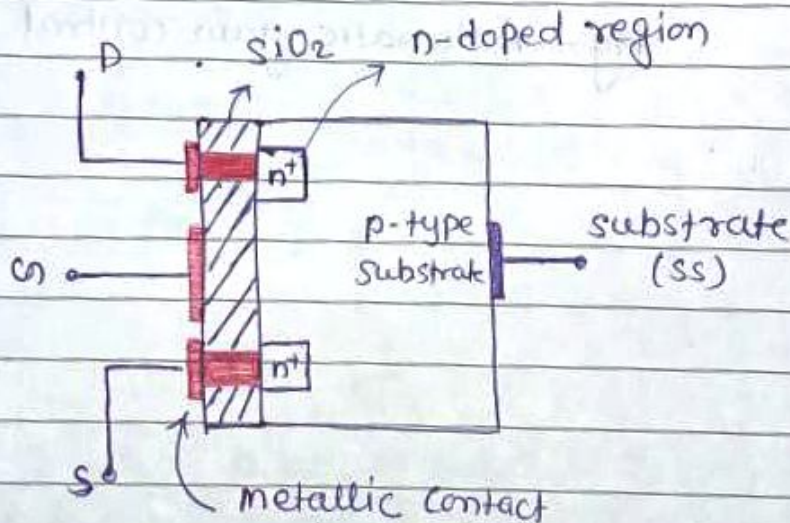 D SiO2 n-doped region
n+
p-type substrate
G substrate (SS)
n+
S
metallic contact